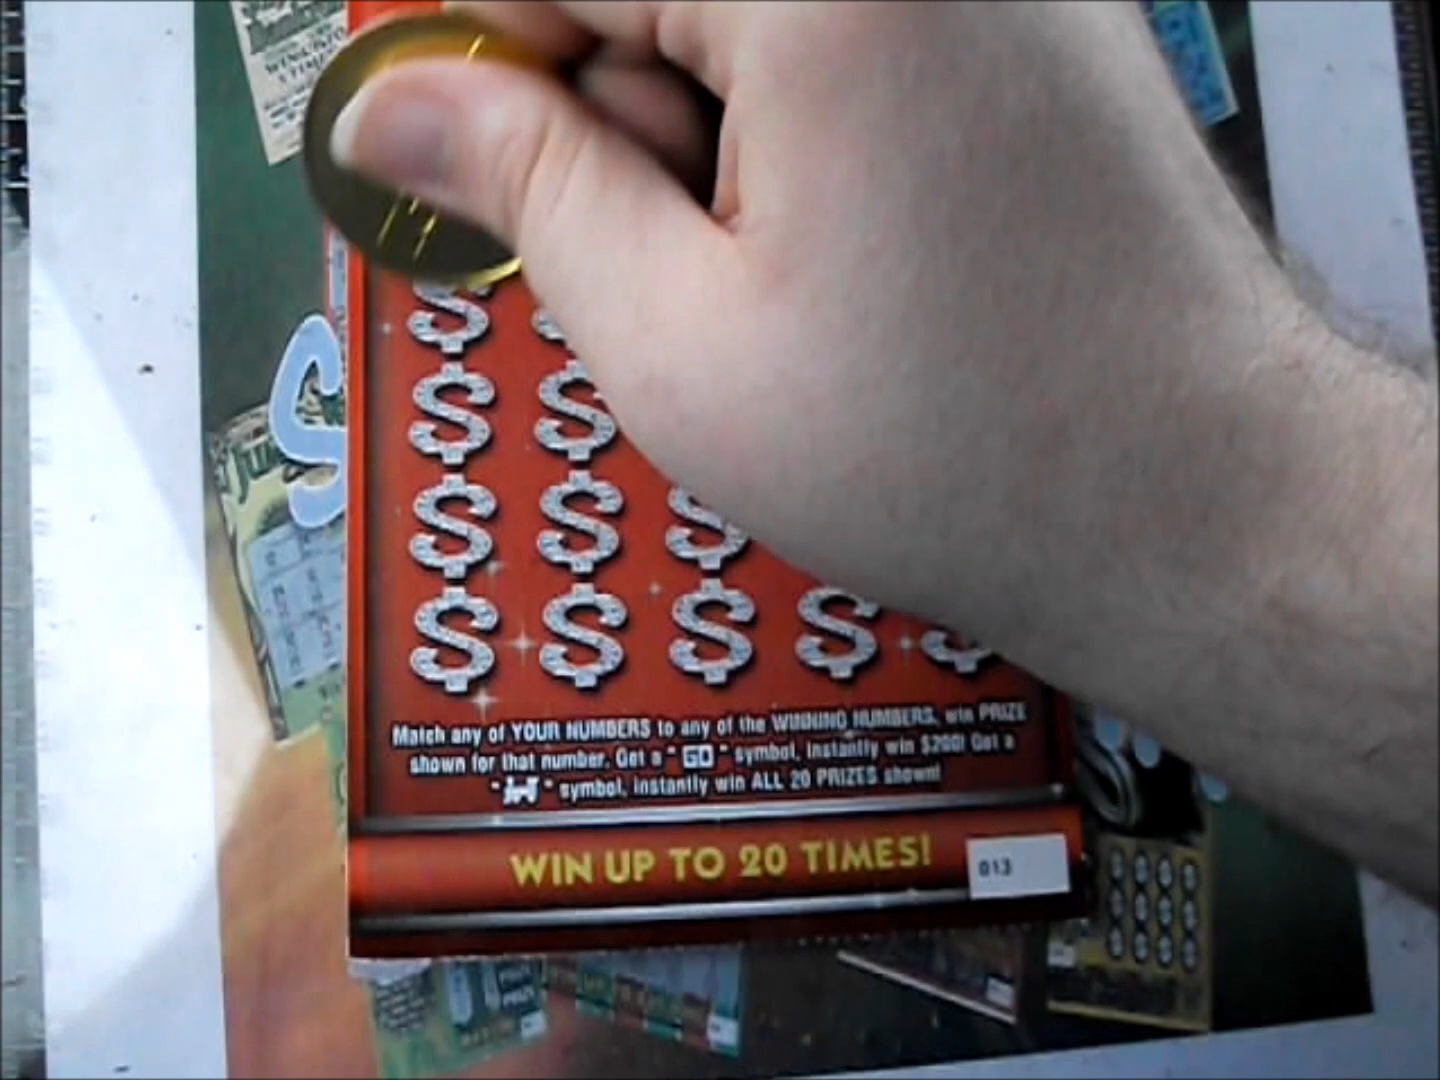 Match any of YOUR NUMBERS to any of the WINNING NUMBERS, win PRIZE
shown for that number. Get a " GO " symbol, instantly win $200! Get a
" " symbol, instantly win ALL 20 PRIZES shown!
WIN UP TO 20 TIMES!
013